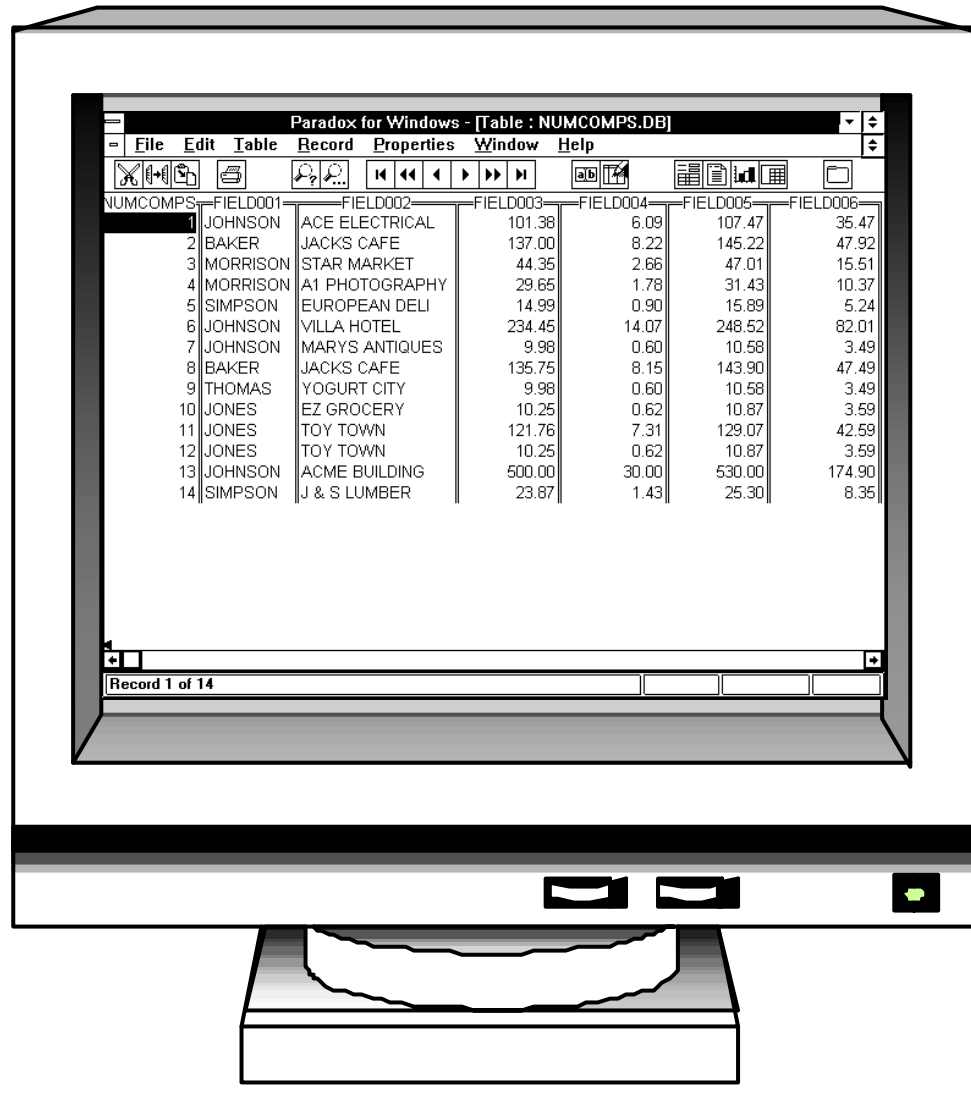 Paradox for Windows - [Table : NUMCOMPS.DB]
File Edit Table Record Properties Window Help
a b
NUMCOMPS FIELD001 FIELD002 FIELD003 FIELD004 FIELD005 FIELD006
1 JOHNSON ACE ELECTRICAL 101.38 6.09 107.47 35.47
2 BAKER JACKS CAFE 137.00 8.22 145.22 47.92
3 MORRISON STAR MARKET 44.35 2.66 47.01 15.51
4 MORRISON A1 PHOTOGRAPHY 29.65 1.78 31.43 10.37
5 SIMPSON EUROPEAN DELI 14.99 0.90 15.89 5.24
6 JOHNSON VILLA HOTEL 234.45 14.07 248.52 82.01
7 JOHNSON MARYS ANTIQUES 9.98 0.60 10.58 3.49
8 BAKER JACKS CAFE 135.75 8.15 143.90 47.49
9 THOMAS YOGURT CITY 9.98 0.60 10.58 3.49
10 JONES EZ GROCERY 10.25 0.62 10.87 3.59
11 JONES TOY TOWN 121.76 7.31 129.07 42.59
12 JONES TOY TOWN 10.25 0.62 10.87 3.59
13 JOHNSON ACME BUILDING 500.00 30.00 530.00 174.90
14 SIMPSON J & S LUMBER 23.87 1.43 25.30 8.35
Record 1 of 14